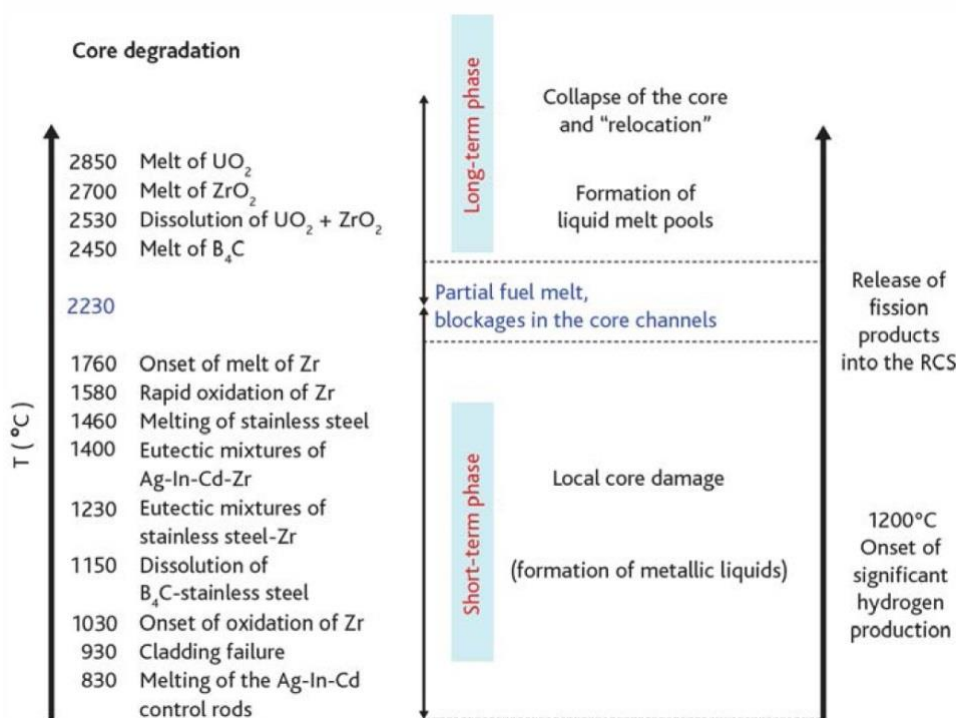 Core degradation
T (°C)
2850 Melt of UO₂
2700 Melt of ZrO₂
2530 Dissolution of UO₂ + ZrO₂
2450 Melt of B₄C
2230
1760 Onset of melt of Zr
1580 Rapid oxidation of Zr
1460 Melting of stainless steel
1400 Eutectic mixtures of
Ag-In-Cd-Zr
1230 Eutectic mixtures of
stainless steel-Zr
1150 Dissolution of
B₄C-stainless steel
1030 Onset of oxidation of Zr
930 Cladding failure
830 Melting of the Ag-In-Cd
control rods
Long-term phase
Collapse of the core
and “relocation”
Formation of
liquid melt pools
Partial fuel melt,
blockages in the core channels
Short-term phase
Local core damage
(formation of metallic liquids)
Release of
fission
products
into the RCS
1200°C
Onset of
significant
hydrogen
production